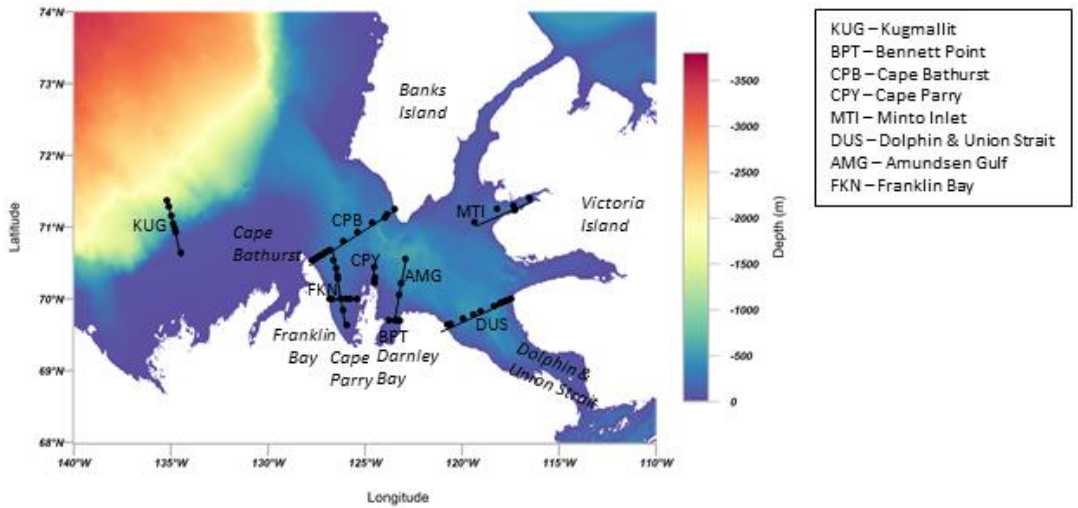 74°N
73°N
72°N
71°N
70°N
69°N
68°N
Latitude
140°W
135°W
130°W
125°W
120°W
115°W
110°W
Longitude
Banks
Island
Victoria
Island
Cape
Bathurst
Franklin
Bay
Cape
Parry
Darnley
Bay
Dolphin &
Union Strait
KUG
CPB
MTI
CPY
AMG
FKN
BPT
DUS
-3500
-3000
-2500
-2000
-1500
-1000
-500
0
Depth (m)
KUG – Kugmallit
BPT – Bennett Point
CPB – Cape Bathurst
CPY – Cape Parry
MTI – Minto Inlet
DUS – Dolphin & Union Strait
AMG – Amundsen Gulf
FKN – Franklin Bay